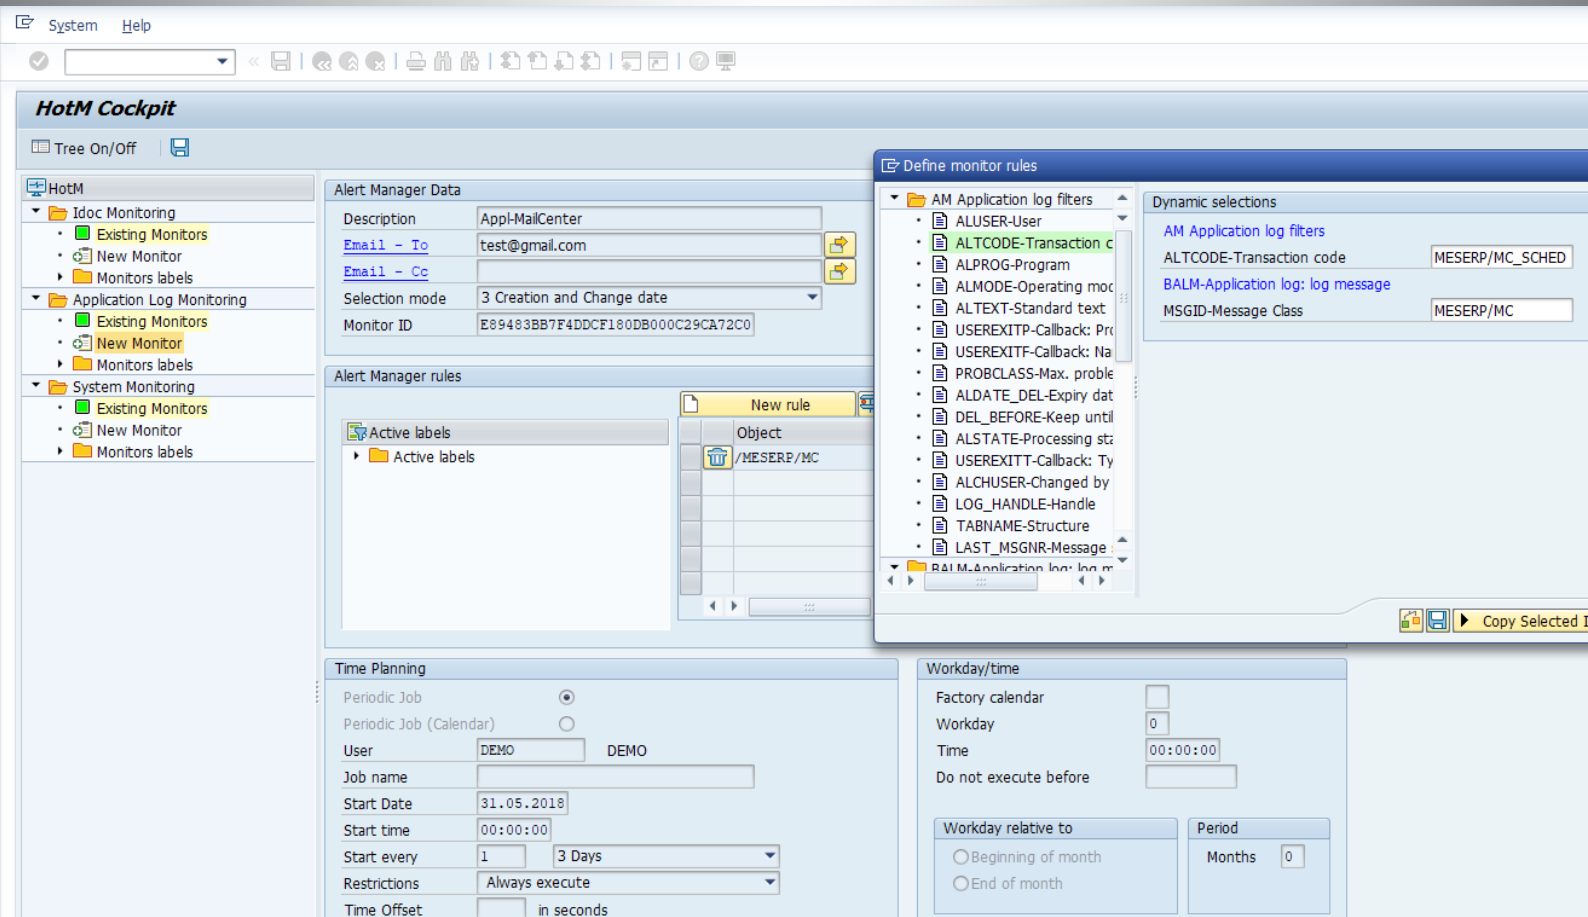 System Help
HotM Cockpit
Tree On/Off
HotM
Idoc Monitoring
Existing Monitors
New Monitor
Monitors labels
Application Log Monitoring
Existing Monitors
New Monitor
Monitors labels
System Monitoring
Existing Monitors
New Monitor
Monitors labels
Alert Manager Data
Description Appl-MailCenter
Email - To test@gmail.com
Email - Cc
Selection mode 3 Creation and Change date
Monitor ID E89483BB7F4DDCF180DB000C29CA72C0
Alert Manager rules
New rule
Active labels
Active labels
Object
/MESERP/MC
Define monitor rules
AM Application log filters
ALUSER-User
ALTCODE-Transaction c
ALPROG-Program
ALMODE-Operating mod
ALTEXT-Standard text
USEREXITP-Callback: Pro
USEREXITF-Callback: Na
PROBCLASS-Max. proble
ALDATE_DEL-Expiry dat
DEL_BEFORE-Keep until
ALSTATE-Processing sta
USEREXITT-Callback: Ty
ALCHUSER-Changed by
LOG_HANDLE-Handle
TABNAME-Structure
LAST_MSGNR-Message
BALM-Application log: log m
Dynamic selections
AM Application log filters
ALTCODE-Transaction code MESERP/MC_SCHED
BALM-Application log: log message
MSGID-Message Class MESERP/MC
Copy Selected
Time Planning
Periodic Job
Periodic Job (Calendar)
User DEMO DEMO
Job name
Start Date 31.05.2018
Start time 00:00:00
Start every 1 3 Days
Restrictions Always execute
Time Offset in seconds
Workday/time
Factory calendar
Workday 0
Time 00:00:00
Do not execute before
Workday relative to
Beginning of month
End of month
Period
Months 0